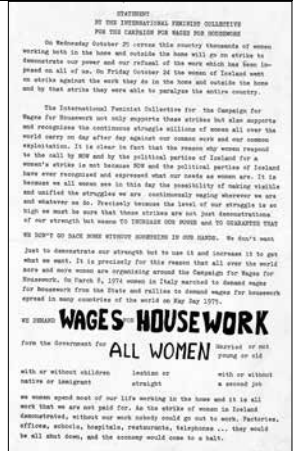 STATEMENT
BY THE INTERNATIONAL FEMINIST COLLECTIVE
FOR THE CAMPAIGN FOR WAGES FOR HOUSEWORK
On Wednesday October 25 across this country thousands of women
working both in the home and outside the home will go on strike to
demonstrate our power and our refusal of the work which has been im-
posed on all of us. On Friday October 24 the women of Iceland went
on strike against the work they do in the home and outside the home
and by that strike they were able to paralyze the entire country.
The International Feminist Collective for the Campaign for
Wages for Housework not only supports these strikes but also supports
and recognizes the continuous struggle millions of women all over the
world carry on day after day against our common work and our common
exploitation. It is clear in fact that the reason why women respond
to the call by NOW and by the political parties of Iceland for a
women's strike is not because NOW and the political parties of Iceland
have ever recognized and expressed what our needs as women are. It is
because we all women see in this day the possibility of making visible
and unified the struggles we are continuously waging wherever we are
and whatever we do. Precisely because the level of our struggle is so
high we must be sure that these strikes are not just demonstrations
of our strength but means TO INCREASE OUR POWER and TO GUARANTEE THAT
WE DON'T GO BACK HOME WITHOUT SOMETHING IN OUR HANDS. We don't want
just to demonstrate our strength but to use it and increase it to get
what we want. It is precisely for this reason that all over the world
more and more women are organizing around the Campaign for Wages for
Housework. On March 8, 1974 women in Italy marched to demand wages
for housework from the State and rallies to demand wages for housework
spread in many countries of the world on May Day 1975.
WE DEMAND WAGES FOR HOUSEWORK
form the Government for ALL WOMEN married or not
young or old
with or without children lesbian or with or without
native or immigrant straight a second job
we women spend most of our life working in the home and it is all
work that we are not paid for. As the strike of women in Iceland
demonstrated, without our work nobody could go out to work. Factories,
offices, schools, hospitals, restaurants, telephones ... they would
be all shut down, and the economy would come to a halt.